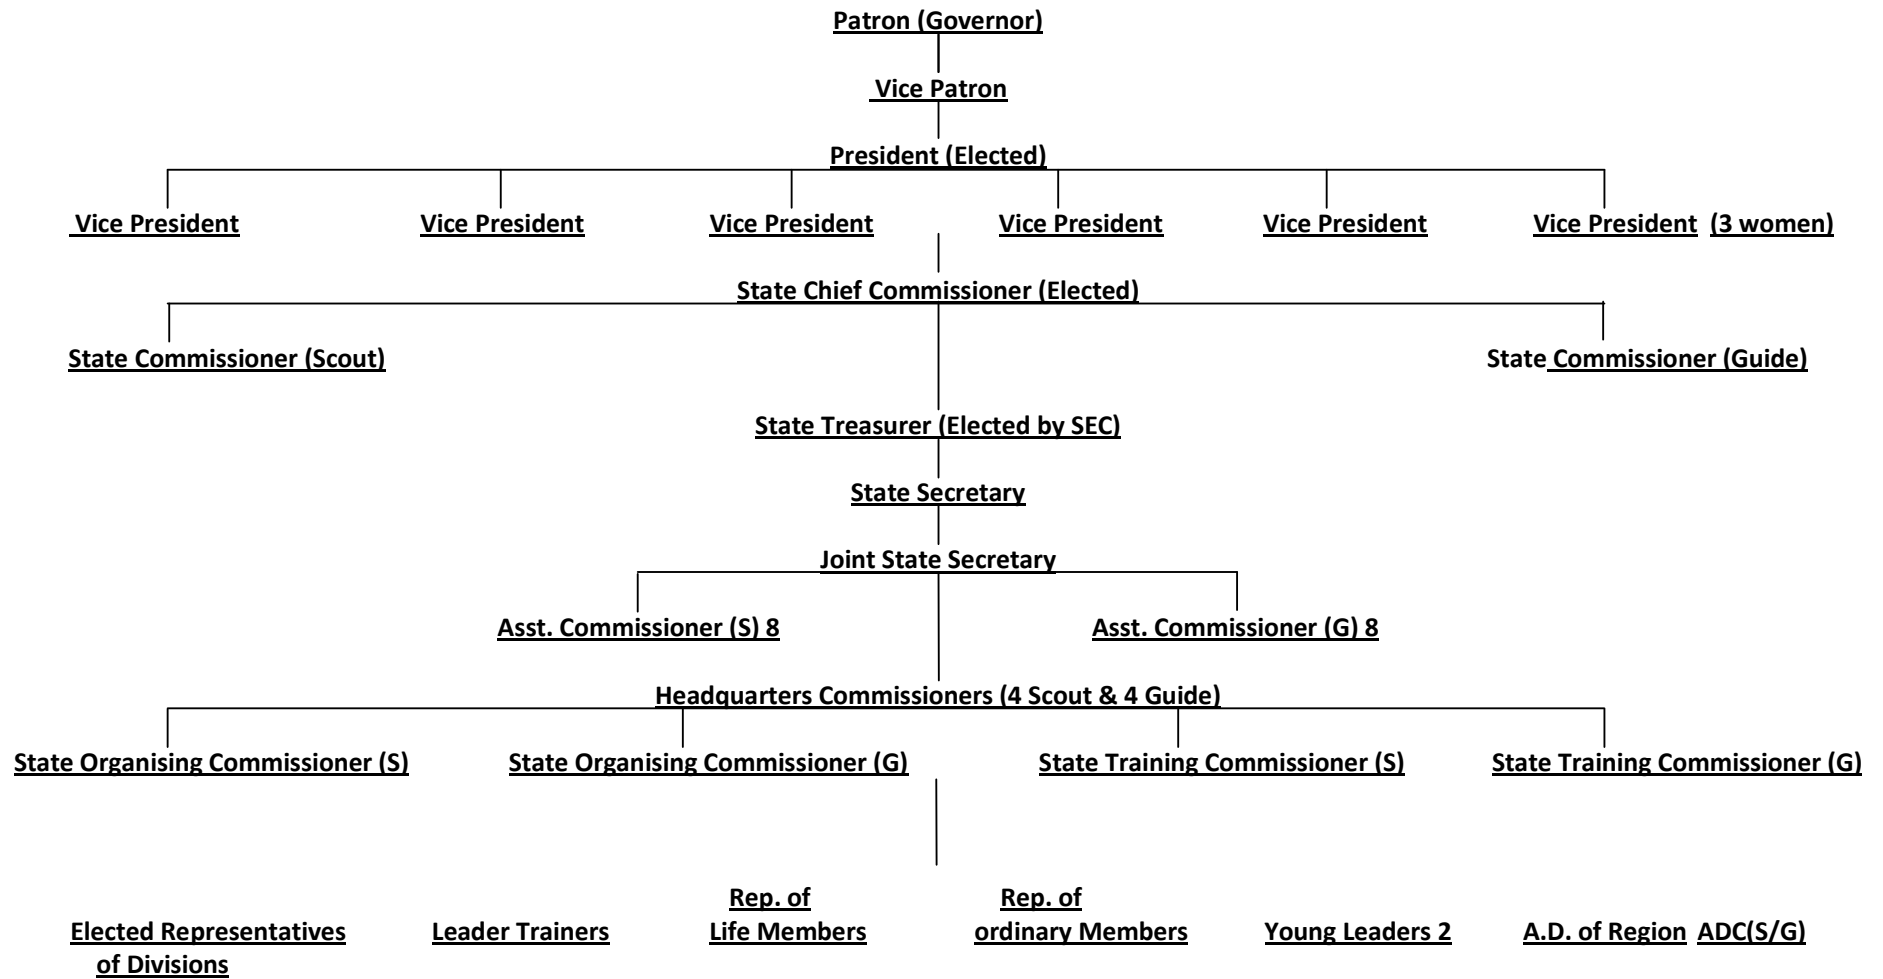 Patron (Governor)
Vice Patron
President (Elected)
Vice President Vice President Vice President Vice President Vice President Vice President (3 women)
State Chief Commissioner (Elected)
State Commissioner (Scout) State Commissioner (Guide)
State Treasurer (Elected by SEC)
State Secretary
Joint State Secretary
Asst. Commissioner (S) 8 Asst. Commissioner (G) 8
Headquarters Commissioners (4 Scout & 4 Guide)
State Organising Commissioner (S) State Organising Commissioner (G) State Training Commissioner (S) State Training Commissioner (G)
Rep. of Rep. of
Elected Representatives Leader Trainers Life Members ordinary Members Young Leaders 2 A.D. of Region ADC(S/G)
of Divisions